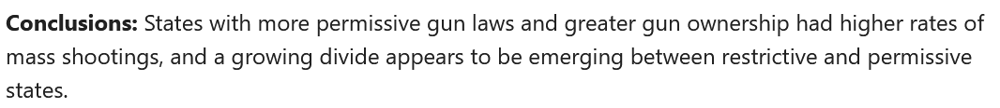 Conclusions: States with more permissive gun laws and greater gun ownership had higher rates of
mass shootings, and a growing divide appears to be emerging between restrictive and permissive
states.